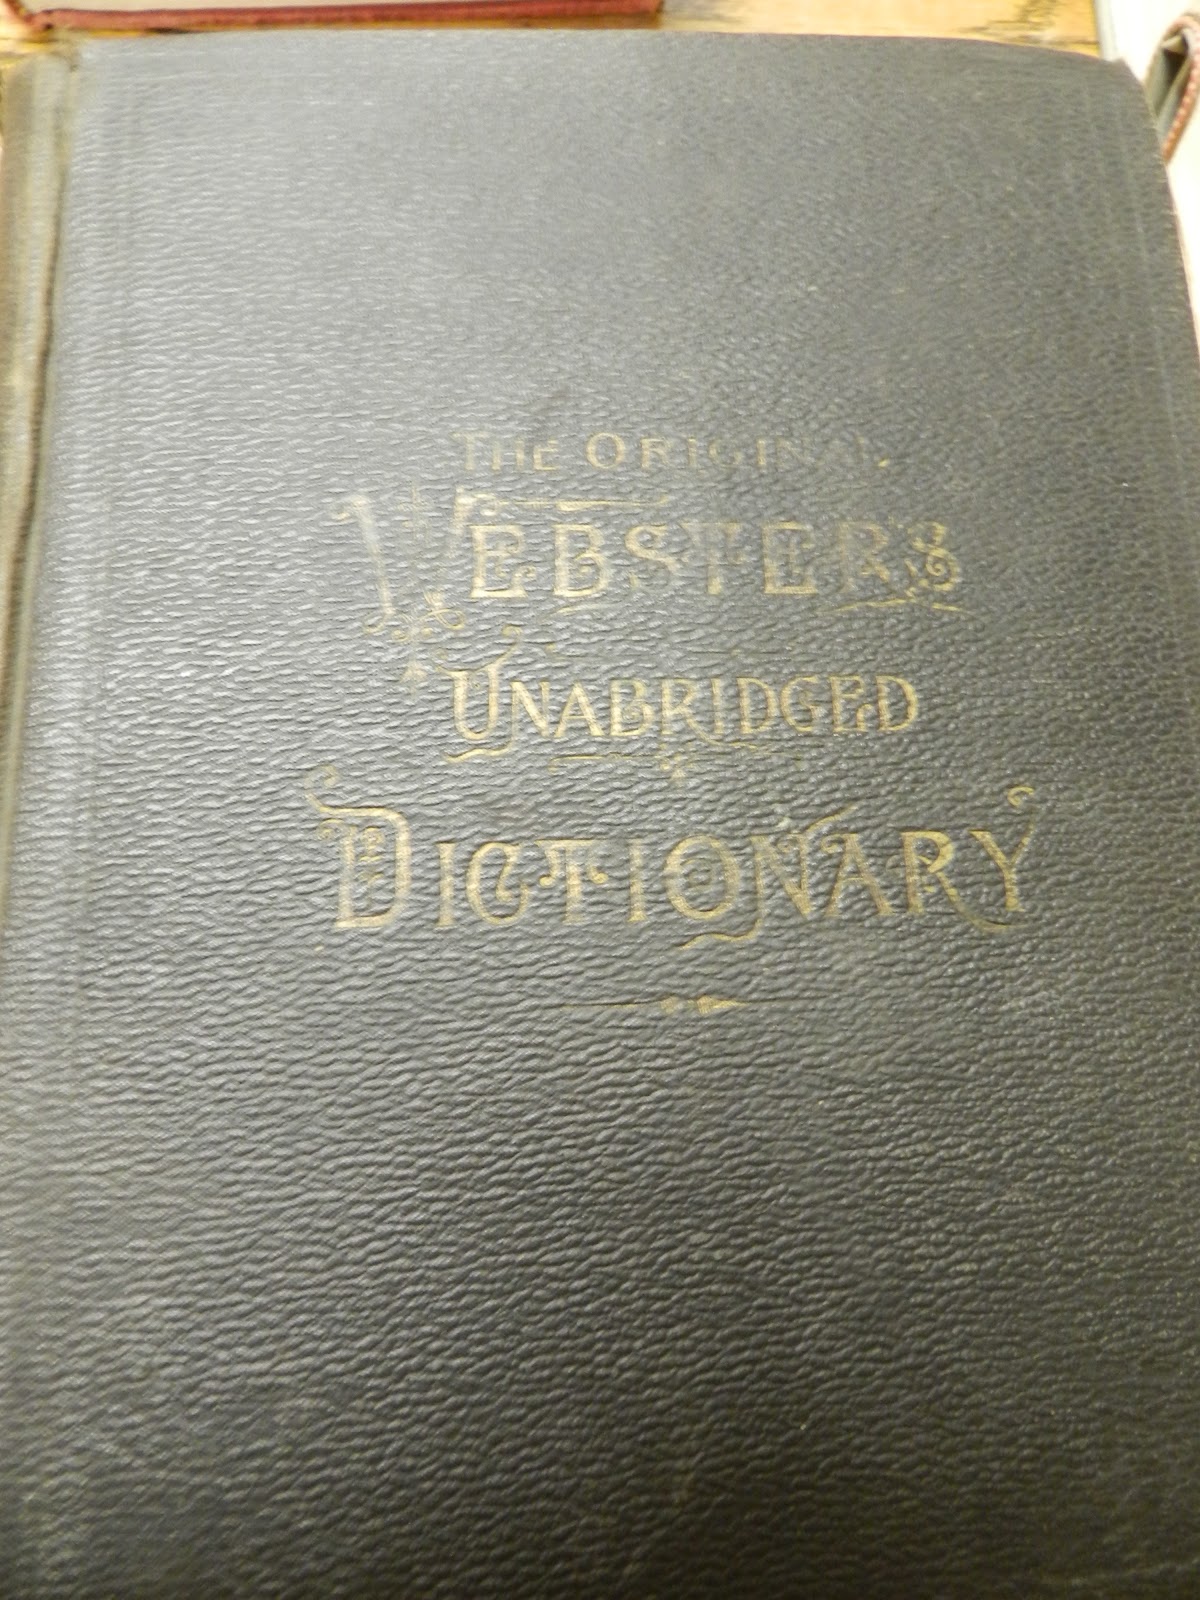 THE ORIGINAL
WEBSTER'S
UNABRIDGED
DICTIONARY